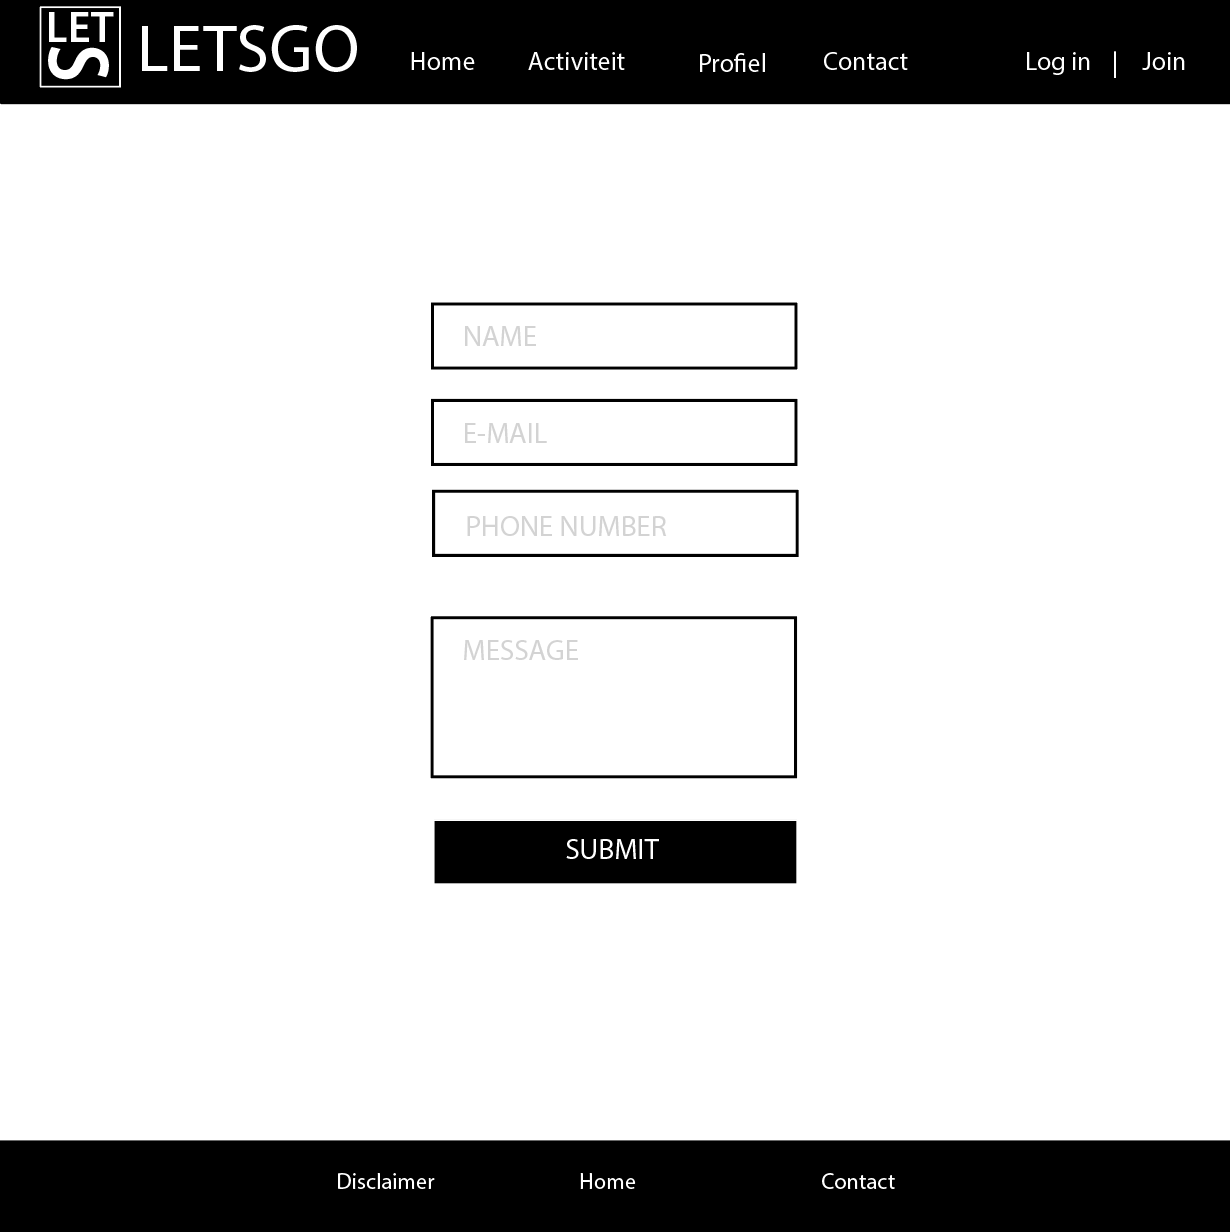 LET
S
LETSGO
Home Activiteit Profiel Contact Log in | Join
NAME
E-MAIL
PHONE NUMBER
MESSAGE
SUBMIT
Disclaimer Home Contact